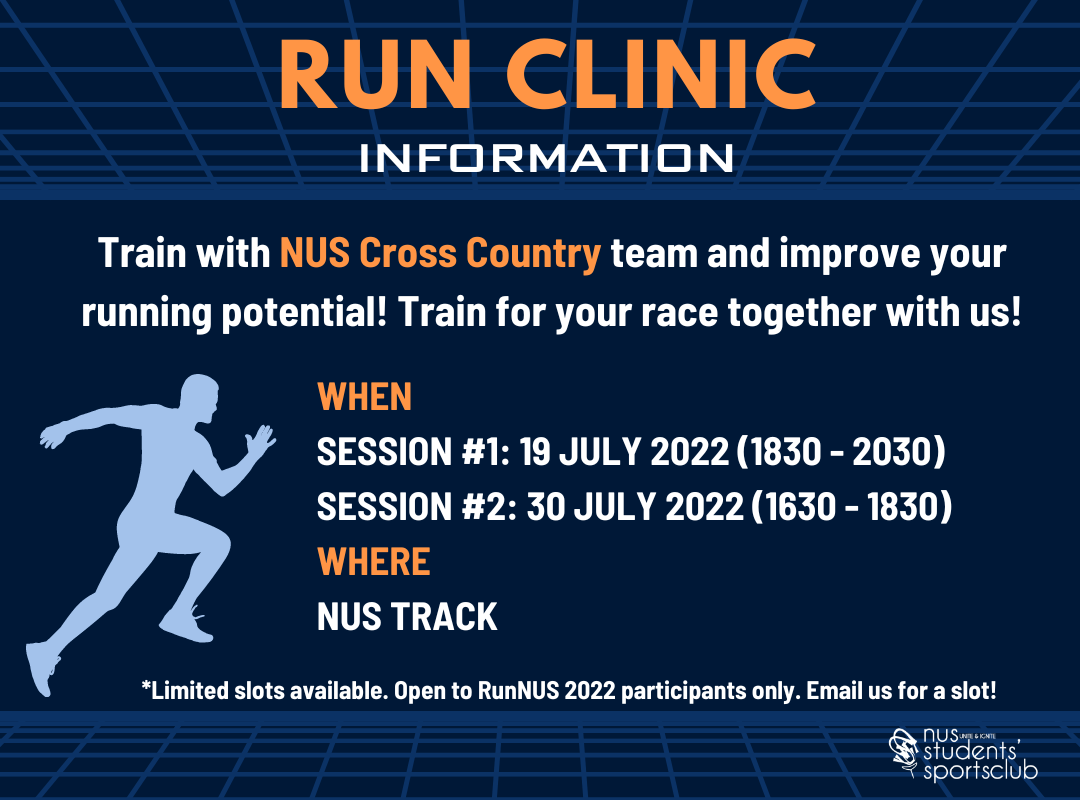 RUN CLINIC
INFORMATION
Train with NUS Cross Country team and improve your
running potential! Train for your race together with us!
WHEN
SESSION #1: 19 JULY 2022 (1830 - 2030)
SESSION #2: 30 JULY 2022 (1630 - 1830)
WHERE
NUS TRACK
*Limited slots available. Open to RunNUS 2022 participants only. Email us for a slot!
nus UNITE & IGNITE
students'
sportsclub